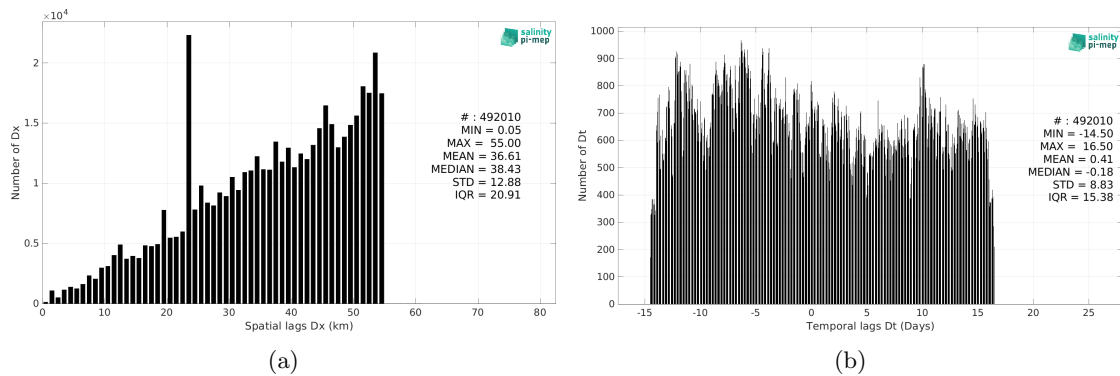 ×10⁴
2
1.5
1
0.5
0
Number of Dx
0 10 20 30 40 50 60 70 80
Spatial lags Dx (km)
salinity
pi-mep
# : 492010
MIN = 0.05
MAX = 55.00
MEAN = 36.61
MEDIAN = 38.43
STD = 12.88
IQR = 20.91
(a)
1000
900
800
700
600
500
400
300
200
100
0
Number of Dt
-15 -10 -5 0 5 10 15 20 25
Temporal lags Dt (Days)
salinity
pi-mep
# : 492010
MIN = -14.50
MAX = 16.50
MEAN = 0.41
MEDIAN = -0.18
STD = 8.83
IQR = 15.38
(b)